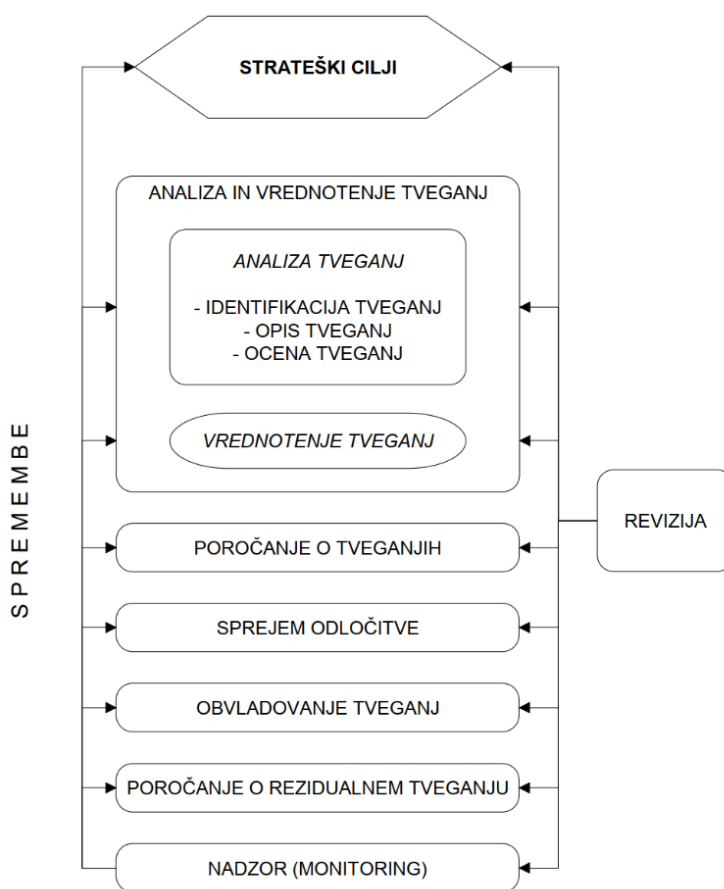 STRATEŠKI CILJI
ANALIZA IN VREDNOTENJE TVEGANJ
ANALIZA TVEGANJ
- IDENTIFIKACIJA TVEGANJ
- OPIS TVEGANJ
- OCENA TVEGANJ
VREDNOTENJE TVEGANJ
POROČANJE O TVEGANJIH
SPREJEM ODLOČITVE
OBVLADOVANJE TVEGANJ
POROČANJE O REZIDUALNEM TVEGANJU
NADZOR (MONITORING)
S P R E M E M B E
REVIZIJA